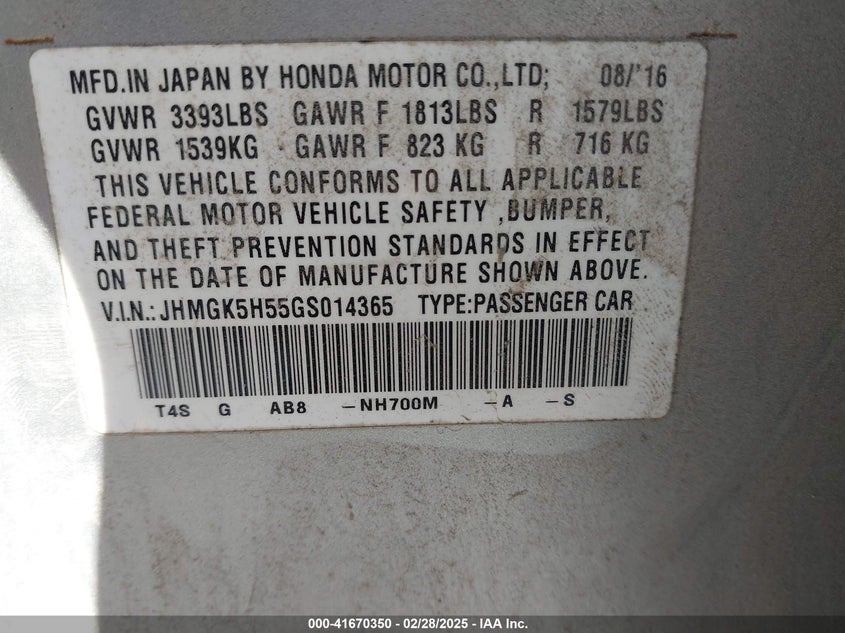 MFD.IN JAPAN BY HONDA MOTOR CO.,LTD; 08/'16
GVWR 3393LBS GAWR F 1813LBS R 1579LBS
GVWR 1539KG GAWR F 823 KG R 716 KG
THIS VEHICLE CONFORMS TO ALL APPLICABLE
FEDERAL MOTOR VEHICLE SAFETY ,BUMPER,
AND THEFT PREVENTION STANDARDS IN EFFECT
ON THE DATE OF MANUFACTURE SHOWN ABOVE.
V.I.N.:JHMGK5H55GS014365 TYPE:PASSENGER CAR
T4S G AB8 -NH700M -A -S
000-41670350 - 02/28/2025 - IAA Inc.